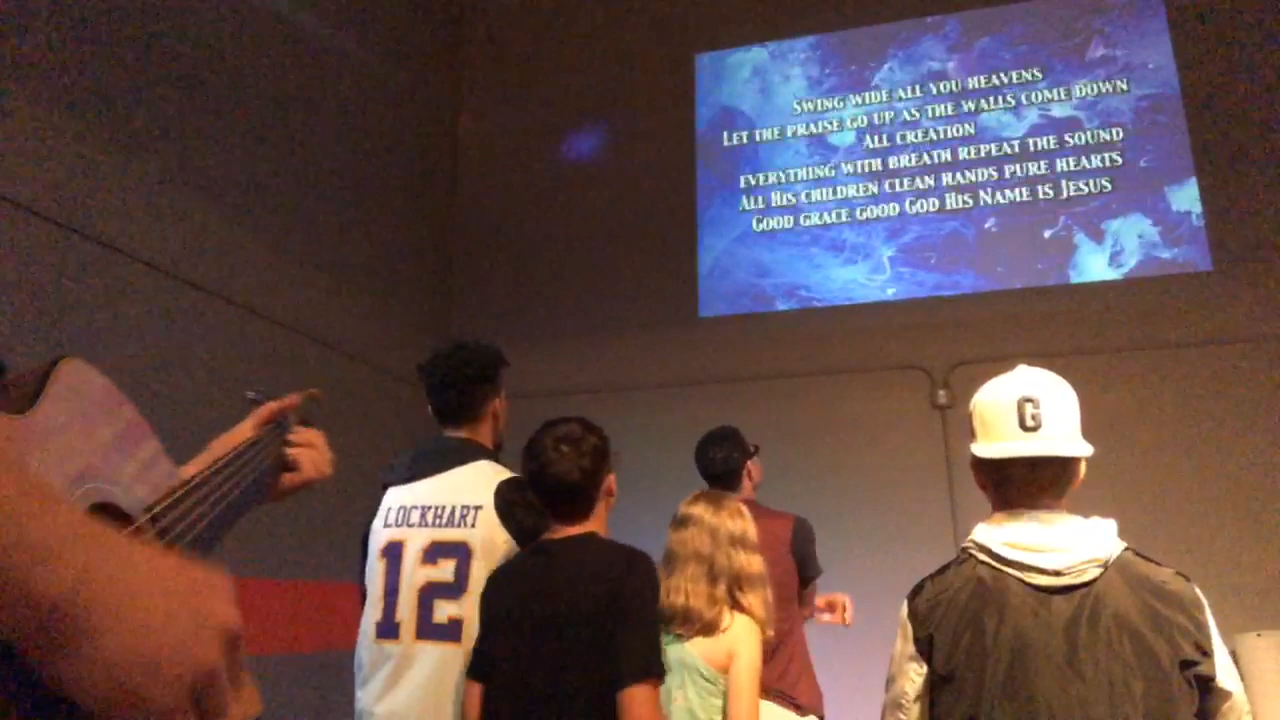 Swing wide all you heavens
Let the praise go up as the walls come down
All creation
everything with breath repeat the sound
All His children clean hands pure hearts
Good grace good God His Name is Jesus
LOCKHART
12
G